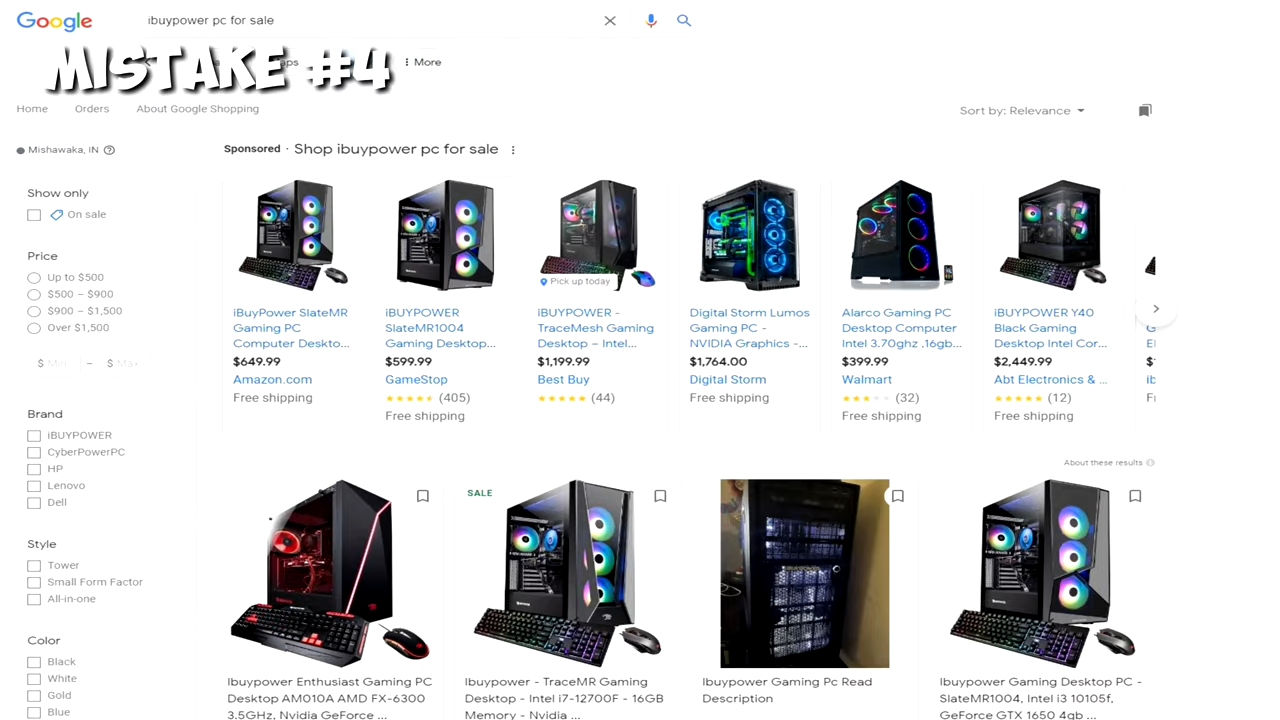 Google
ibuypower pc for sale
MISTAKE #4
More
Home
Orders
About Google Shopping
Sort by: Relevance
Mishawaka, IN
Sponsored · Shop ibuypower pc for sale
Show only
On sale
Price
Up to $500
$500 – $900
$900 – $1,500
Over $1,500
$ Min – $ Max
Brand
iBUYPOWER
CyberPowerPC
HP
Lenovo
Dell
Style
Tower
Small Form Factor
All-in-one
Color
Black
White
Gold
Blue
iBuyPower SlateMR
Gaming PC
Computer Deskto...
$649.99
Amazon.com
Free shipping
iBUYPOWER
SlateMR1004
Gaming Desktop...
$599.99
GameStop
(405)
Free shipping
Pick up today
iBUYPOWER -
TraceMesh Gaming
Desktop – Intel...
$1,199.99
Best Buy
(44)
Digital Storm Lumos
Gaming PC -
NVIDIA Graphics -...
$1,764.00
Digital Storm
Free shipping
Alarco Gaming PC
Desktop Computer
Intel 3.70ghz ,16gb...
$399.99
Walmart
(32)
Free shipping
iBUYPOWER Y40
Black Gaming
Desktop Intel Cor...
$2,449.99
Abt Electronics & ...
(12)
Free shipping
About these results
Ibuypower Enthusiast Gaming PC
Desktop AM010A AMD FX-6300
3.5GHz, Nvidia GeForce ...
SALE
Ibuypower - TraceMR Gaming
Desktop - Intel i7-12700F - 16GB
Memory - Nvidia ...
Ibuypower Gaming Pc Read
Description
Ibuypower Gaming Desktop PC -
SlateMR1004, Intel i3 10105f,
GeForce GTX 1650 4gb ...